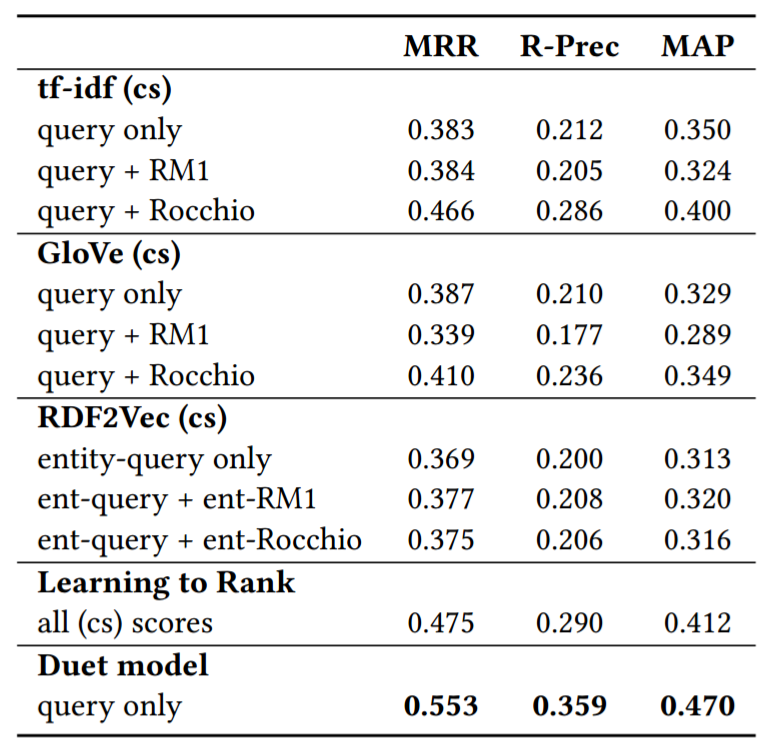 MRR R-Prec MAP
tf-idf (cs)
query only 0.383 0.212 0.350
query + RM1 0.384 0.205 0.324
query + Rocchio 0.466 0.286 0.400
GloVe (cs)
query only 0.387 0.210 0.329
query + RM1 0.339 0.177 0.289
query + Rocchio 0.410 0.236 0.349
RDF2Vec (cs)
entity-query only 0.369 0.200 0.313
ent-query + ent-RM1 0.377 0.208 0.320
ent-query + ent-Rocchio 0.375 0.206 0.316
Learning to Rank
all (cs) scores 0.475 0.290 0.412
Duet model
query only 0.553 0.359 0.470